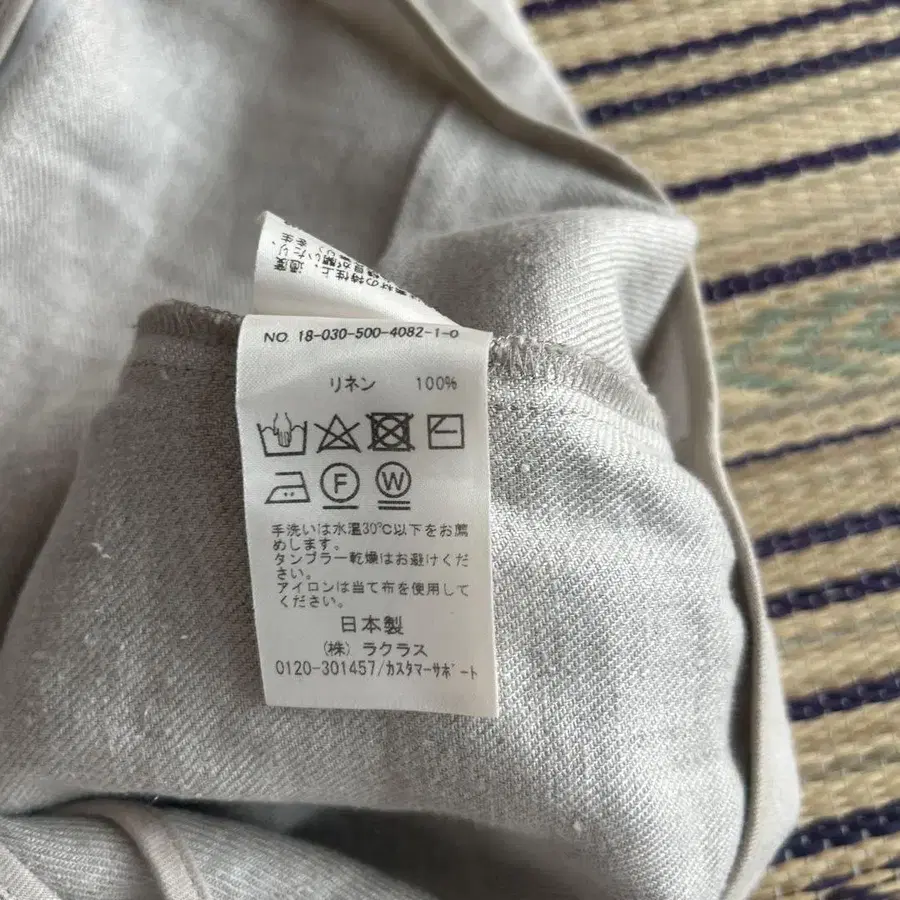 NO 18-030-500-4082-1-0
リネン 100%
F
W
手洗いは水温30℃以下をお薦
めします。
タンブラー乾燥はお避けくだ
さい。
アイロンは当て布を使用して
ください。
日本製
(株) ラクラス
0120-301457/カスタマーサポート